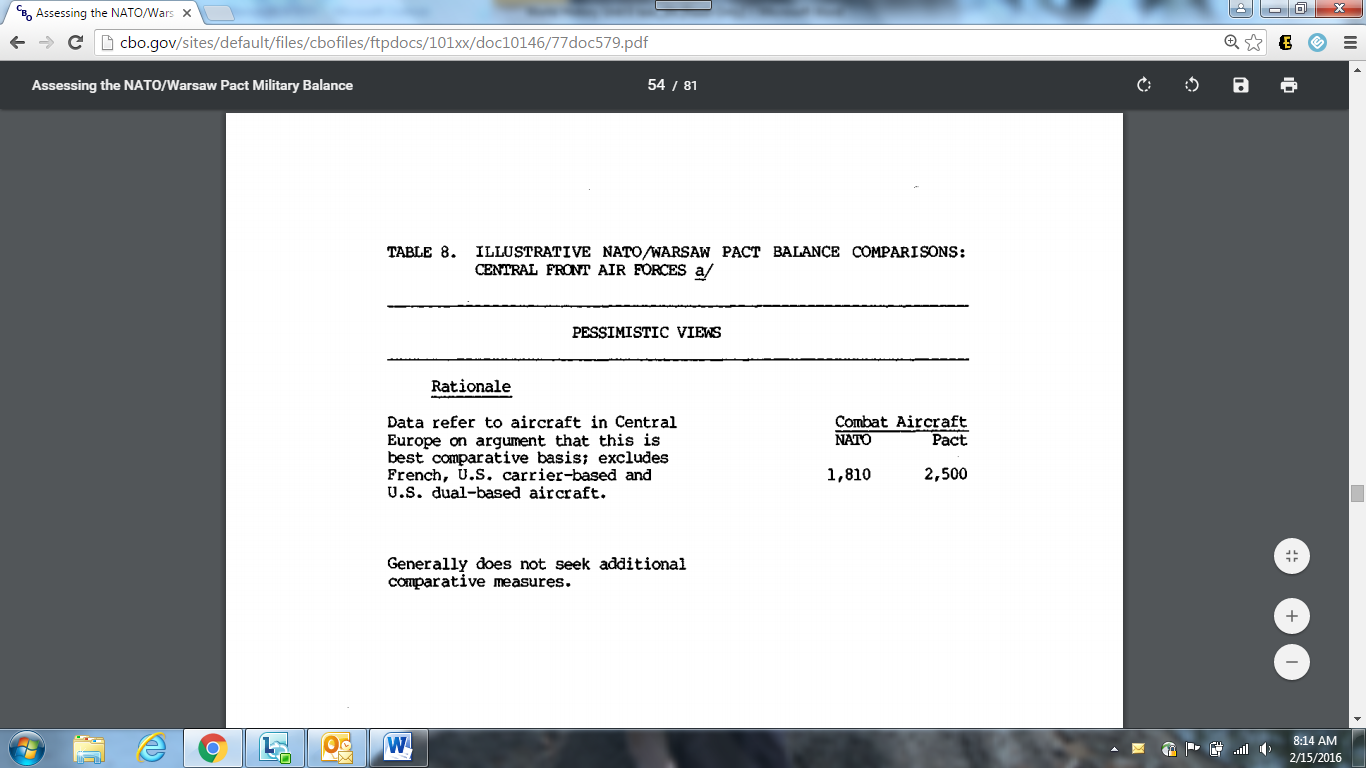 CBO Assessing the NATO/Wars
cbo.gov/sites/default/files/cbofiles/ftpdocs/101xx/doc10146/77doc579.pdf
Assessing the NATO/Warsaw Pact Military Balance
54 / 81
TABLE 8. ILLUSTRATIVE NATO/WARSAW PACT BALANCE COMPARISONS:
CENTRAL FRONT AIR FORCES a/
PESSIMISTIC VIEWS
Rationale
Data refer to aircraft in Central
Europe on argument that this is
best comparative basis; excludes
French, U.S. carrier-based and
U.S. dual-based aircraft.
Combat Aircraft
NATO Pact
1,810 2,500
Generally does not seek additional
comparative measures.
8:14 AM
2/15/2016